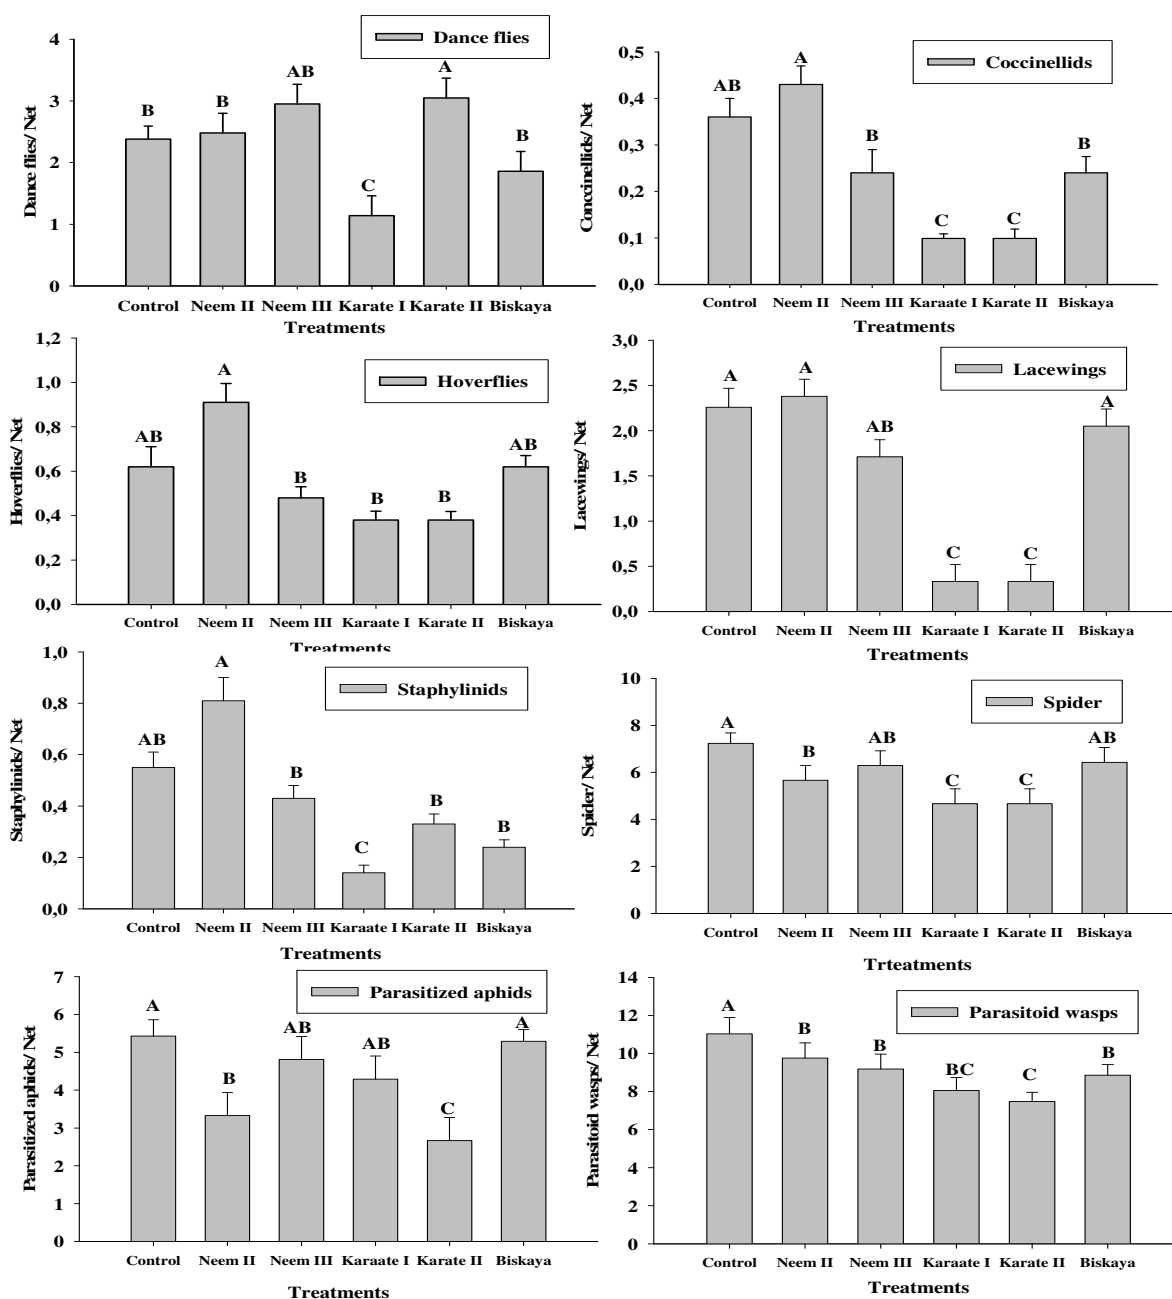 Dance flies
Dance flies/ Net
4
3
2
1
0
B
B
AB
C
A
B
Control Neem II Neem III Karate I Karate II Biskaya
Treatments
Coccinellids
Conccinellids/ Net
0,5
0,4
0,3
0,2
0,1
0,0
AB
A
B
C
C
B
Control Neem II Neem III Karaate I Karate II Biskaya
Treatments
Hoverflies
Hoverflies/ Net
1,2
1,0
0,8
0,6
0,4
0,2
0,0
AB
A
B
B
B
AB
Control Neem II Neem III Karaate I Karate II Biskaya
Treatments
Lacewings
Lacewings/ Net
3,0
2,5
2,0
1,5
1,0
0,5
0,0
A
A
AB
C
C
A
Control Neem II Neem III Karaate I Karate II Biskaya
Treatments
Staphylinids
Staphylinids/ Net
1,0
0,8
0,6
0,4
0,2
0,0
AB
A
B
C
B
B
Control Neem II Neem III Karaate I Karate II Biskaya
Treatments
Spider
Spider/ Net
10
8
6
4
2
0
A
B
AB
C
C
AB
Control Neem II Neem III Karaate I Karate II Biskaya
Trteatments
Parasitized aphids
Parasitized aphids/ Net
7
6
5
4
3
2
1
0
A
B
AB
AB
C
A
Control Neem II Neem III Karaate I Karate II Biskaya
Treatments
Parasitoid wasps
Parasitoid wasps/ Net
14
12
10
8
6
4
2
0
A
B
B
BC
C
B
Control Neem II Neem III Karaate I Karate II Biskaya
Treatments